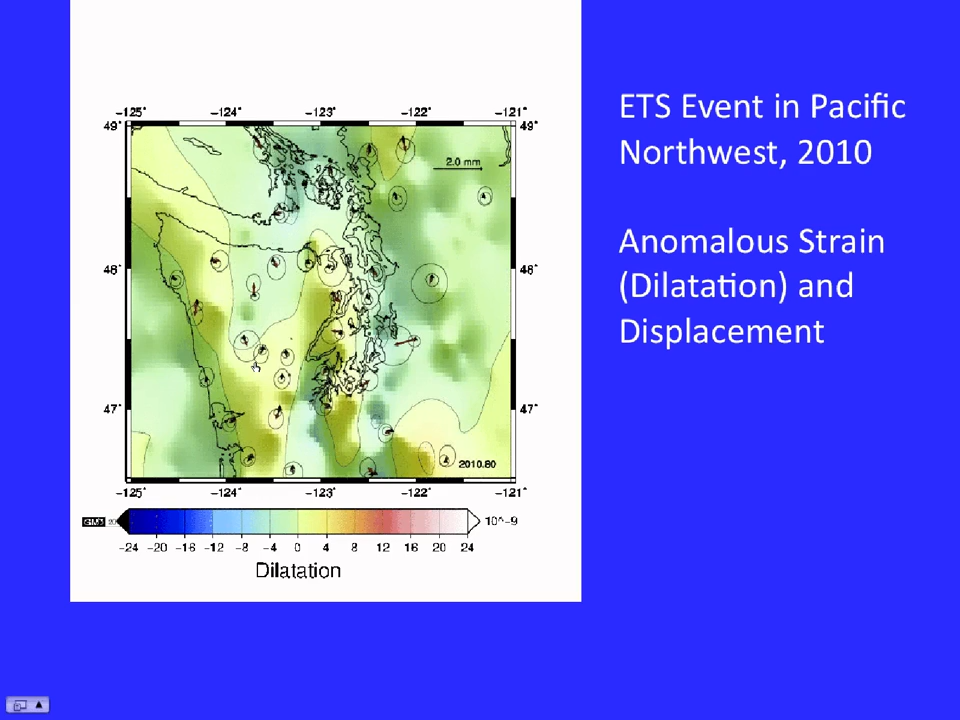 ETS Event in Pacific
Northwest, 2010
Anomalous Strain
(Dilatation) and
Displacement
-125° -124° -123° -122° -121°
49° 49°
2.0 mm
48° 48°
47° 47°
2010.80
-125° -124° -123° -122° -121°
GMT
10^-9
-24 -20 -16 -12 -8 -4 0 4 8 12 16 20 24
Dilatation